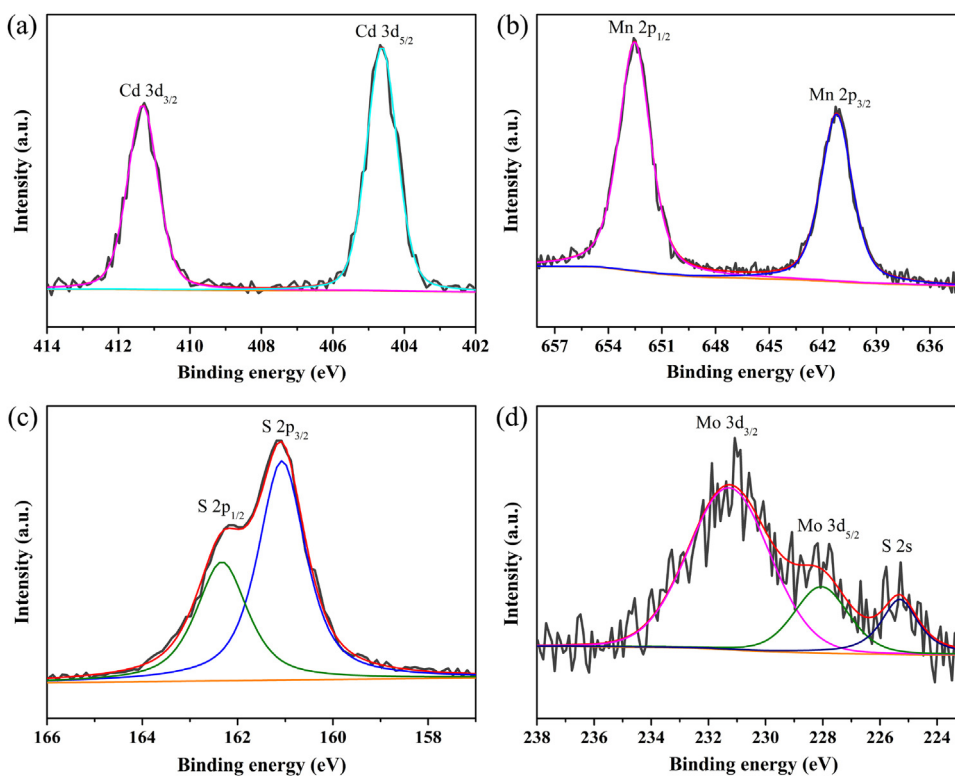 (a)
Cd 3d5/2
Cd 3d3/2
Intensity (a.u.)
414 412 410 408 406 404 402
Binding energy (eV)
(b)
Mn 2p1/2
Mn 2p3/2
Intensity (a.u.)
657 654 651 648 645 642 639 636
Binding energy (eV)
(c)
S 2p3/2
S 2p1/2
Intensity (a.u.)
166 164 162 160 158
Binding energy (eV)
(d)
Mo 3d3/2
Mo 3d5/2
S 2s
Intensity (a.u.)
238 236 234 232 230 228 226 224
Binding energy (eV)